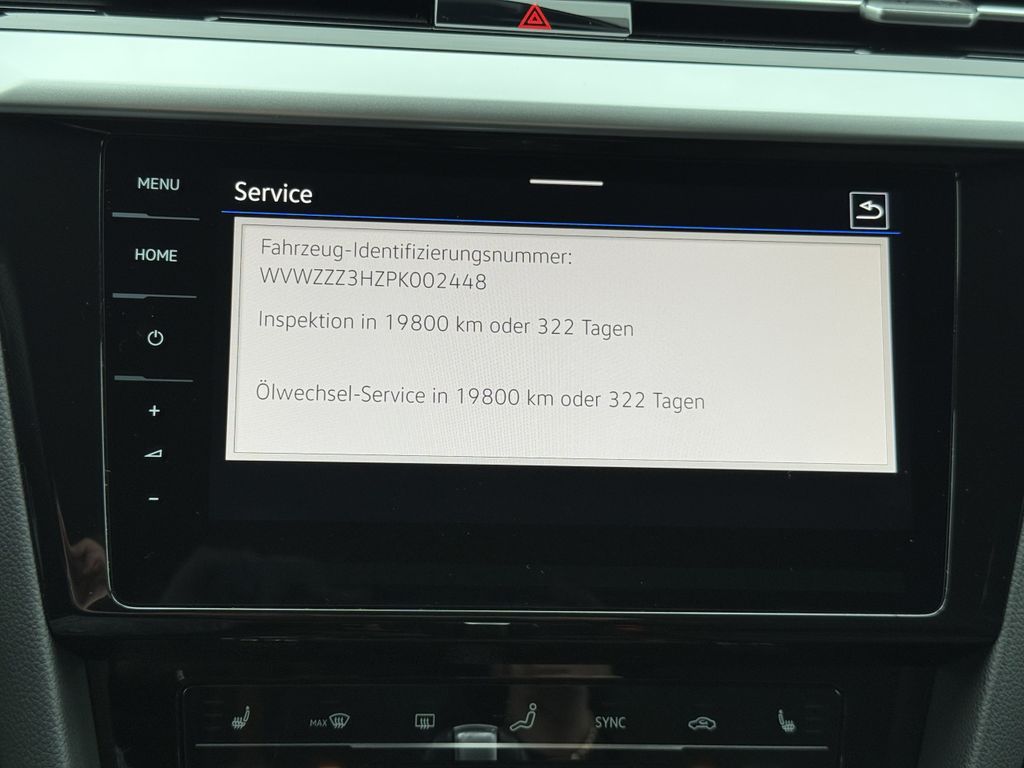 MENU
Service
HOME
Fahrzeug-Identifizierungsnummer:
WVWZZZ3HZPK002448
Inspektion in 19800 km oder 322 Tagen
Ölwechsel-Service in 19800 km oder 322 Tagen
+
-
MAX
SYNC